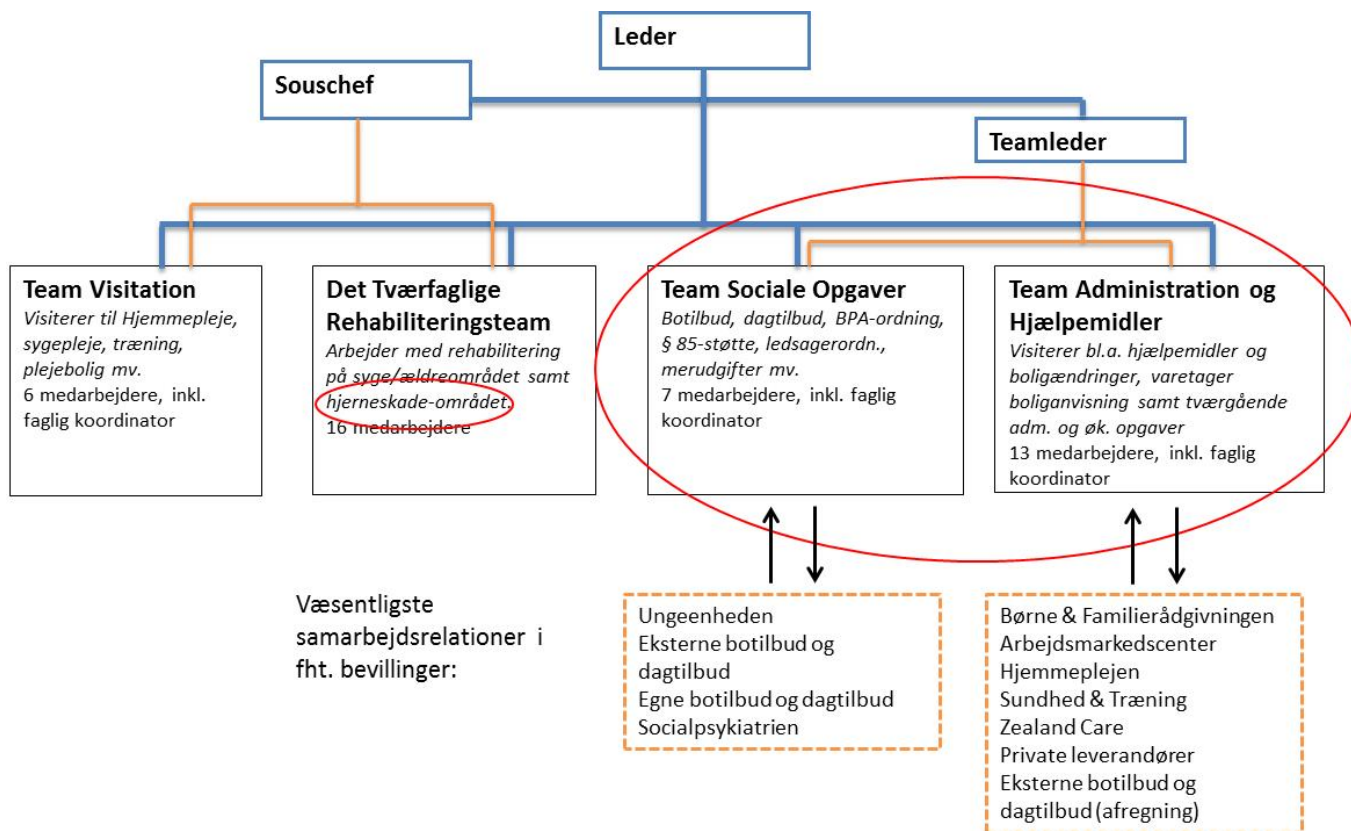 Leder
Souschef
Teamleder
Team Visitation
Visiterer til Hjemmepleje,
sygepleje, træning,
plejebolig mv.
6 medarbejdere, inkl.
faglig koordinator
Det Tværfaglige
Rehabiliteringsteam
Arbejder med rehabilitering
på syge/ældreområdet samt
hjerneskade-området.
16 medarbejdere
Team Sociale Opgaver
Botilbud, dagtilbud, BPA-ordning,
§ 85-støtte, ledsagerordn.,
merudgifter mv.
7 medarbejdere, inkl. faglig
koordinator
Team Administration og
Hjælpemidler
Visiterer bl.a. hjælpemidler og
boligændringer, varetager
boliganvisning samt tværgående
adm. og øk. opgaver
13 medarbejdere, inkl. faglig
koordinator
Væsentligste
samarbejdsrelationer i
fht. bevillinger:
Ungeenheden
Eksterne botilbud og
dagtilbud
Egne botilbud og dagtilbud
Socialpsykiatrien
Børne & Familierådgivningen
Arbejdsmarkedscenter
Hjemmeplejen
Sundhed & Træning
Zealand Care
Private leverandører
Eksterne botilbud og
dagtilbud (afregning)